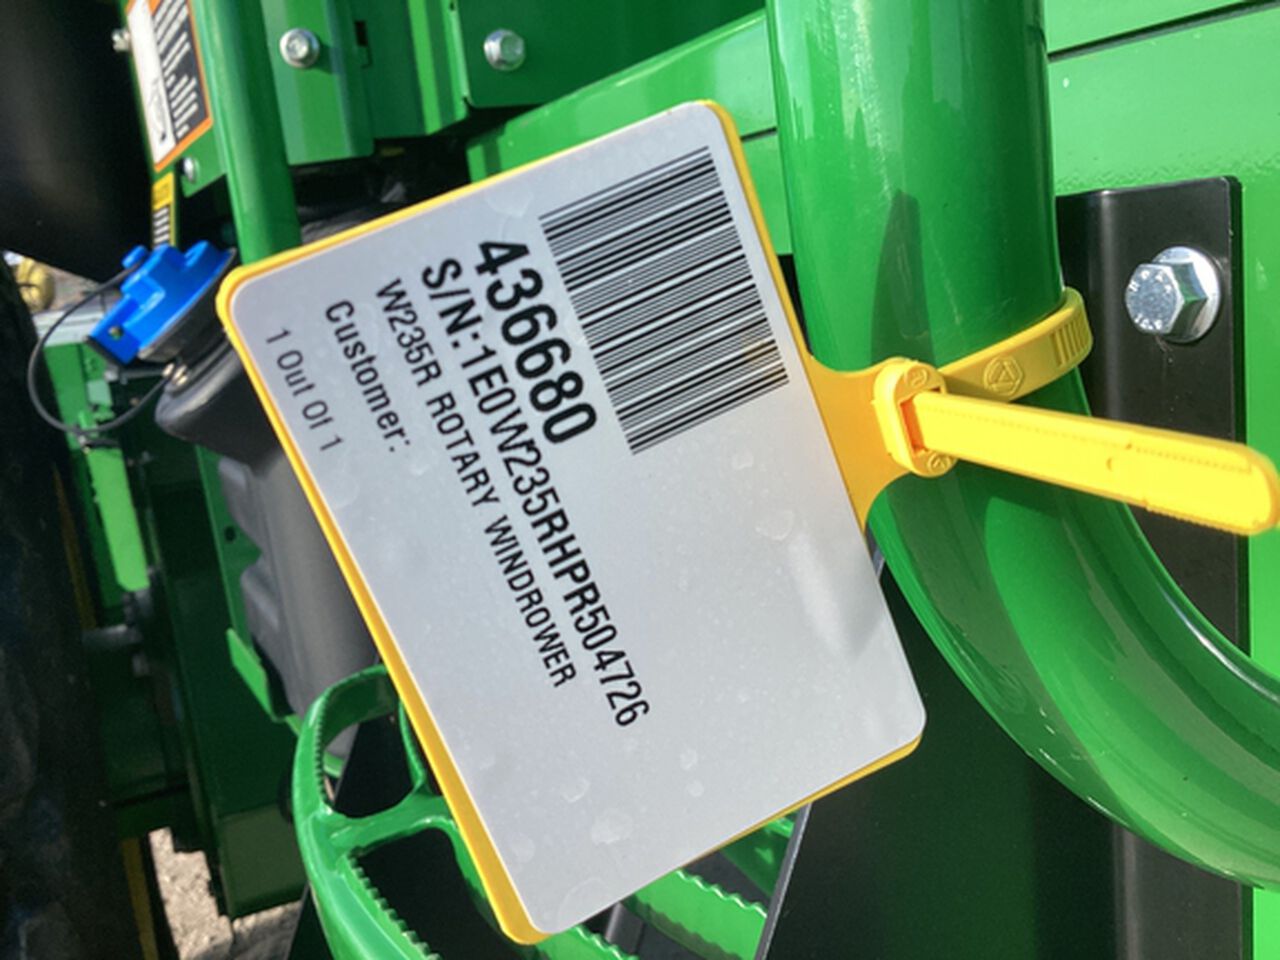 436680
S/N:1E0W235RHPR504726
W235R ROTARY WINDROWER
Customer:
1 Out Of 1